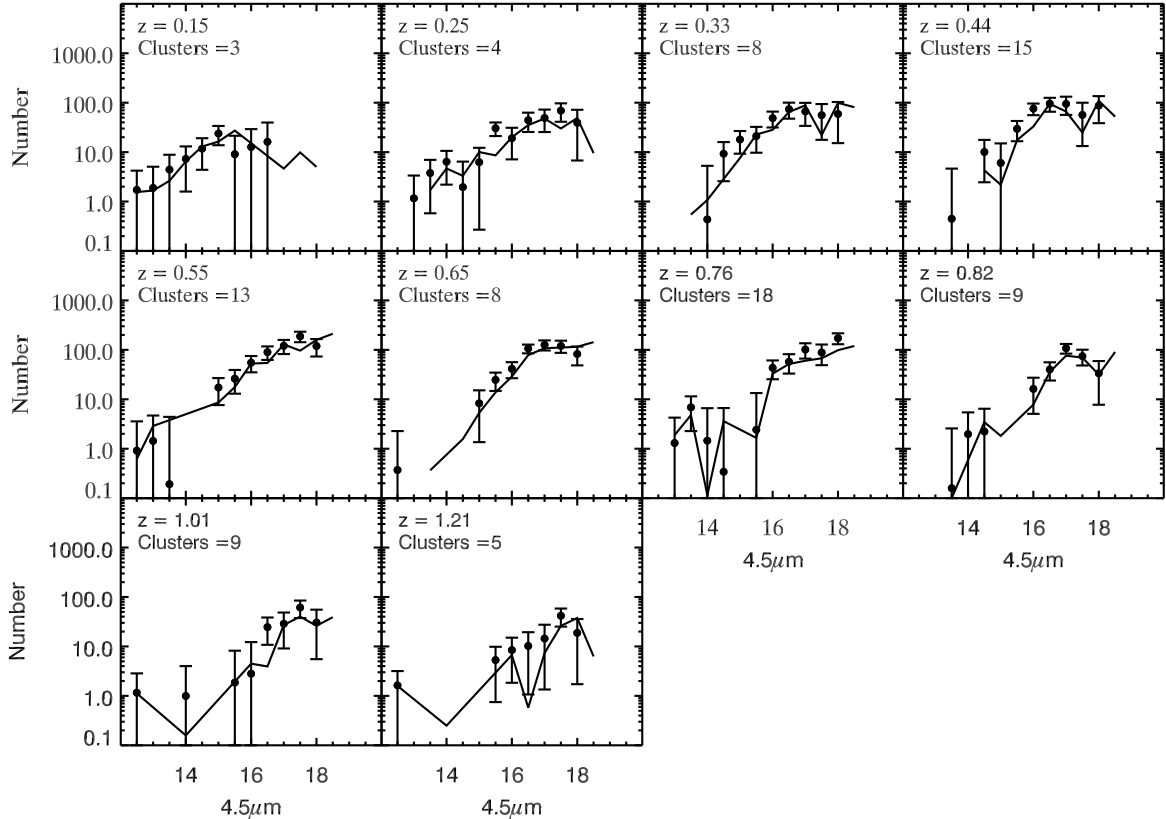 z = 0.15
Clusters =3
z = 0.25
Clusters =4
z = 0.33
Clusters =8
z = 0.44
Clusters =15
1000.0
100.0
10.0
1.0
0.1
Number
z = 0.55
Clusters =13
z = 0.65
Clusters =8
z = 0.76
Clusters =18
z = 0.82
Clusters =9
1000.0
100.0
10.0
1.0
0.1
Number
14 16 18
4.5μm
14 16 18
4.5μm
z = 1.01
Clusters =9
z = 1.21
Clusters =5
1000.0
100.0
10.0
1.0
0.1
Number
14 16 18
4.5μm
14 16 18
4.5μm